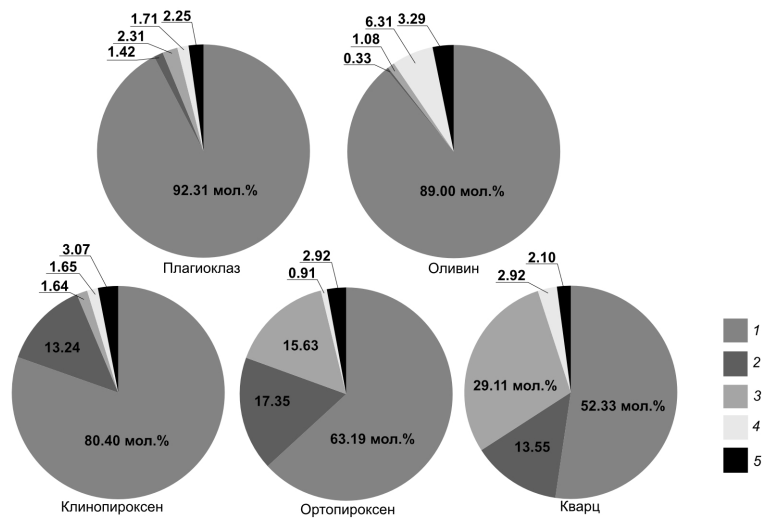 1.71 2.25
2.31
1.42
92.31 мол.%
Плагиоклаз
6.31 3.29
1.08
0.33
89.00 мол.%
Оливин
3.07
1.65
1.64
13.24
80.40 мол.%
Клинопироксен
2.92
0.91
15.63
17.35
63.19 мол.%
Ортопироксен
2.10
2.92
29.11 мол.%
52.33 мол.%
13.55
Кварц
1
2
3
4
5